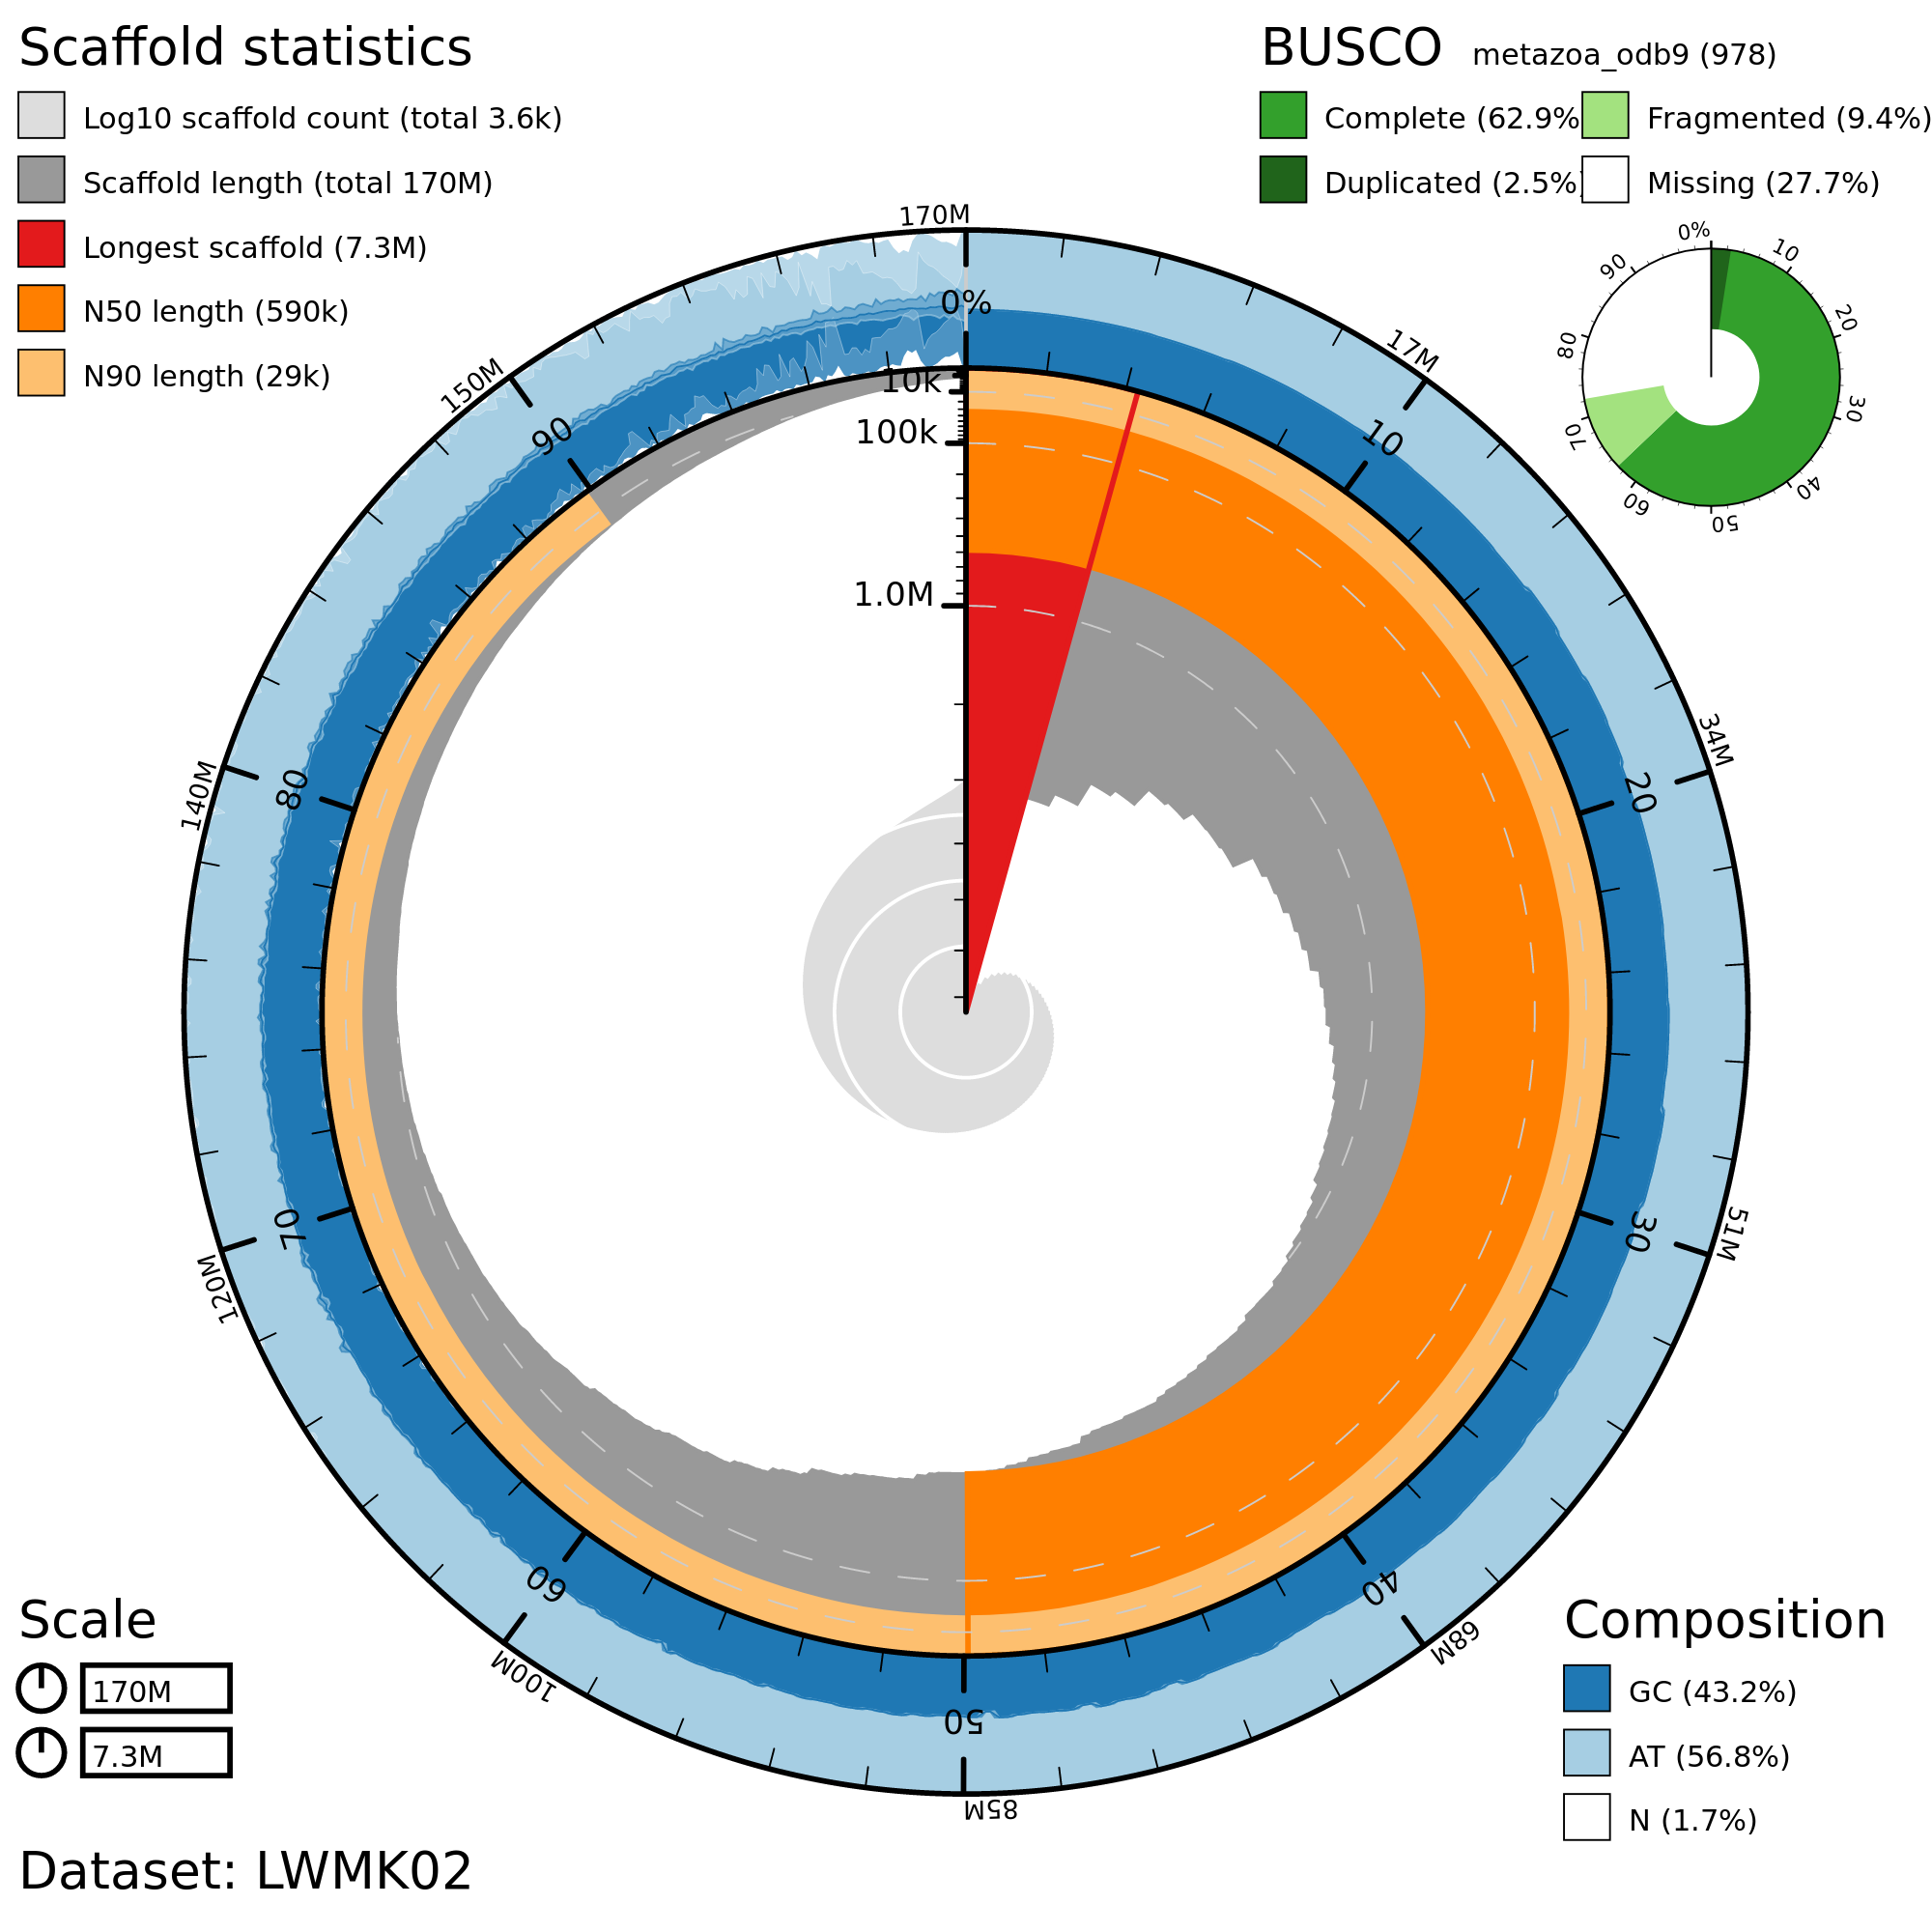 Scaffold statistics
Log10 scaffold count (total 3.6k)
Scaffold length (total 170M)
Longest scaffold (7.3M)
N50 length (590k)
N90 length (29k)
BUSCO metazoa_odb9 (978)
Complete (62.9%
Fragmented (9.4%)
Duplicated (2.5%)
Missing (27.7%)
0%
10
20
30
40
50
60
70
80
90
170M
17M
34M
51M
68M
85M
100M
120M
140M
150M
0%
10
20
30
40
50
60
70
80
90
10k
100k
1.0M
Scale
170M
7.3M
Composition
GC (43.2%)
AT (56.8%)
N (1.7%)
Dataset: LWMK02